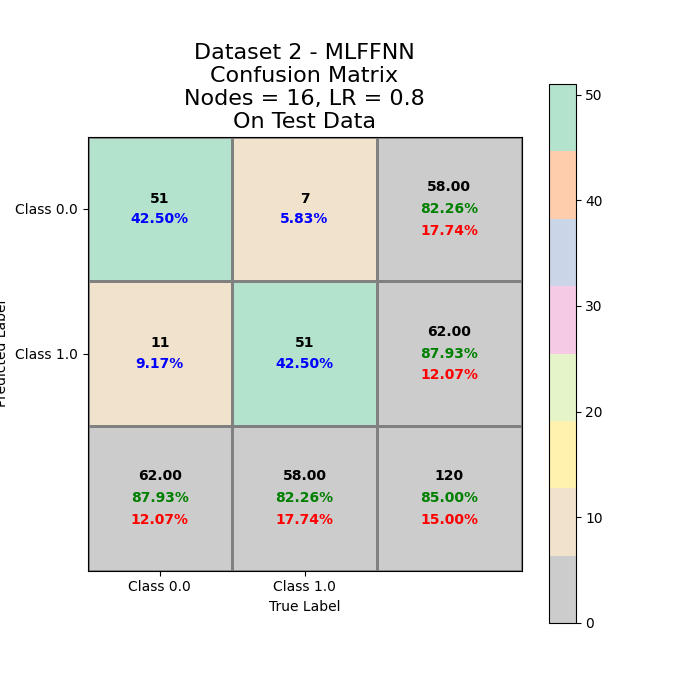 Dataset 2 - MLFFNN
Confusion Matrix
Nodes = 16, LR = 0.8
On Test Data
Predicted Label
Class 0.0
51
42.50%
7
5.83%
58.00
82.26%
17.74%
Class 1.0
11
9.17%
51
42.50%
62.00
87.93%
12.07%
62.00
87.93%
12.07%
58.00
82.26%
17.74%
120
85.00%
15.00%
Class 0.0
Class 1.0
True Label
50
40
30
20
10
0